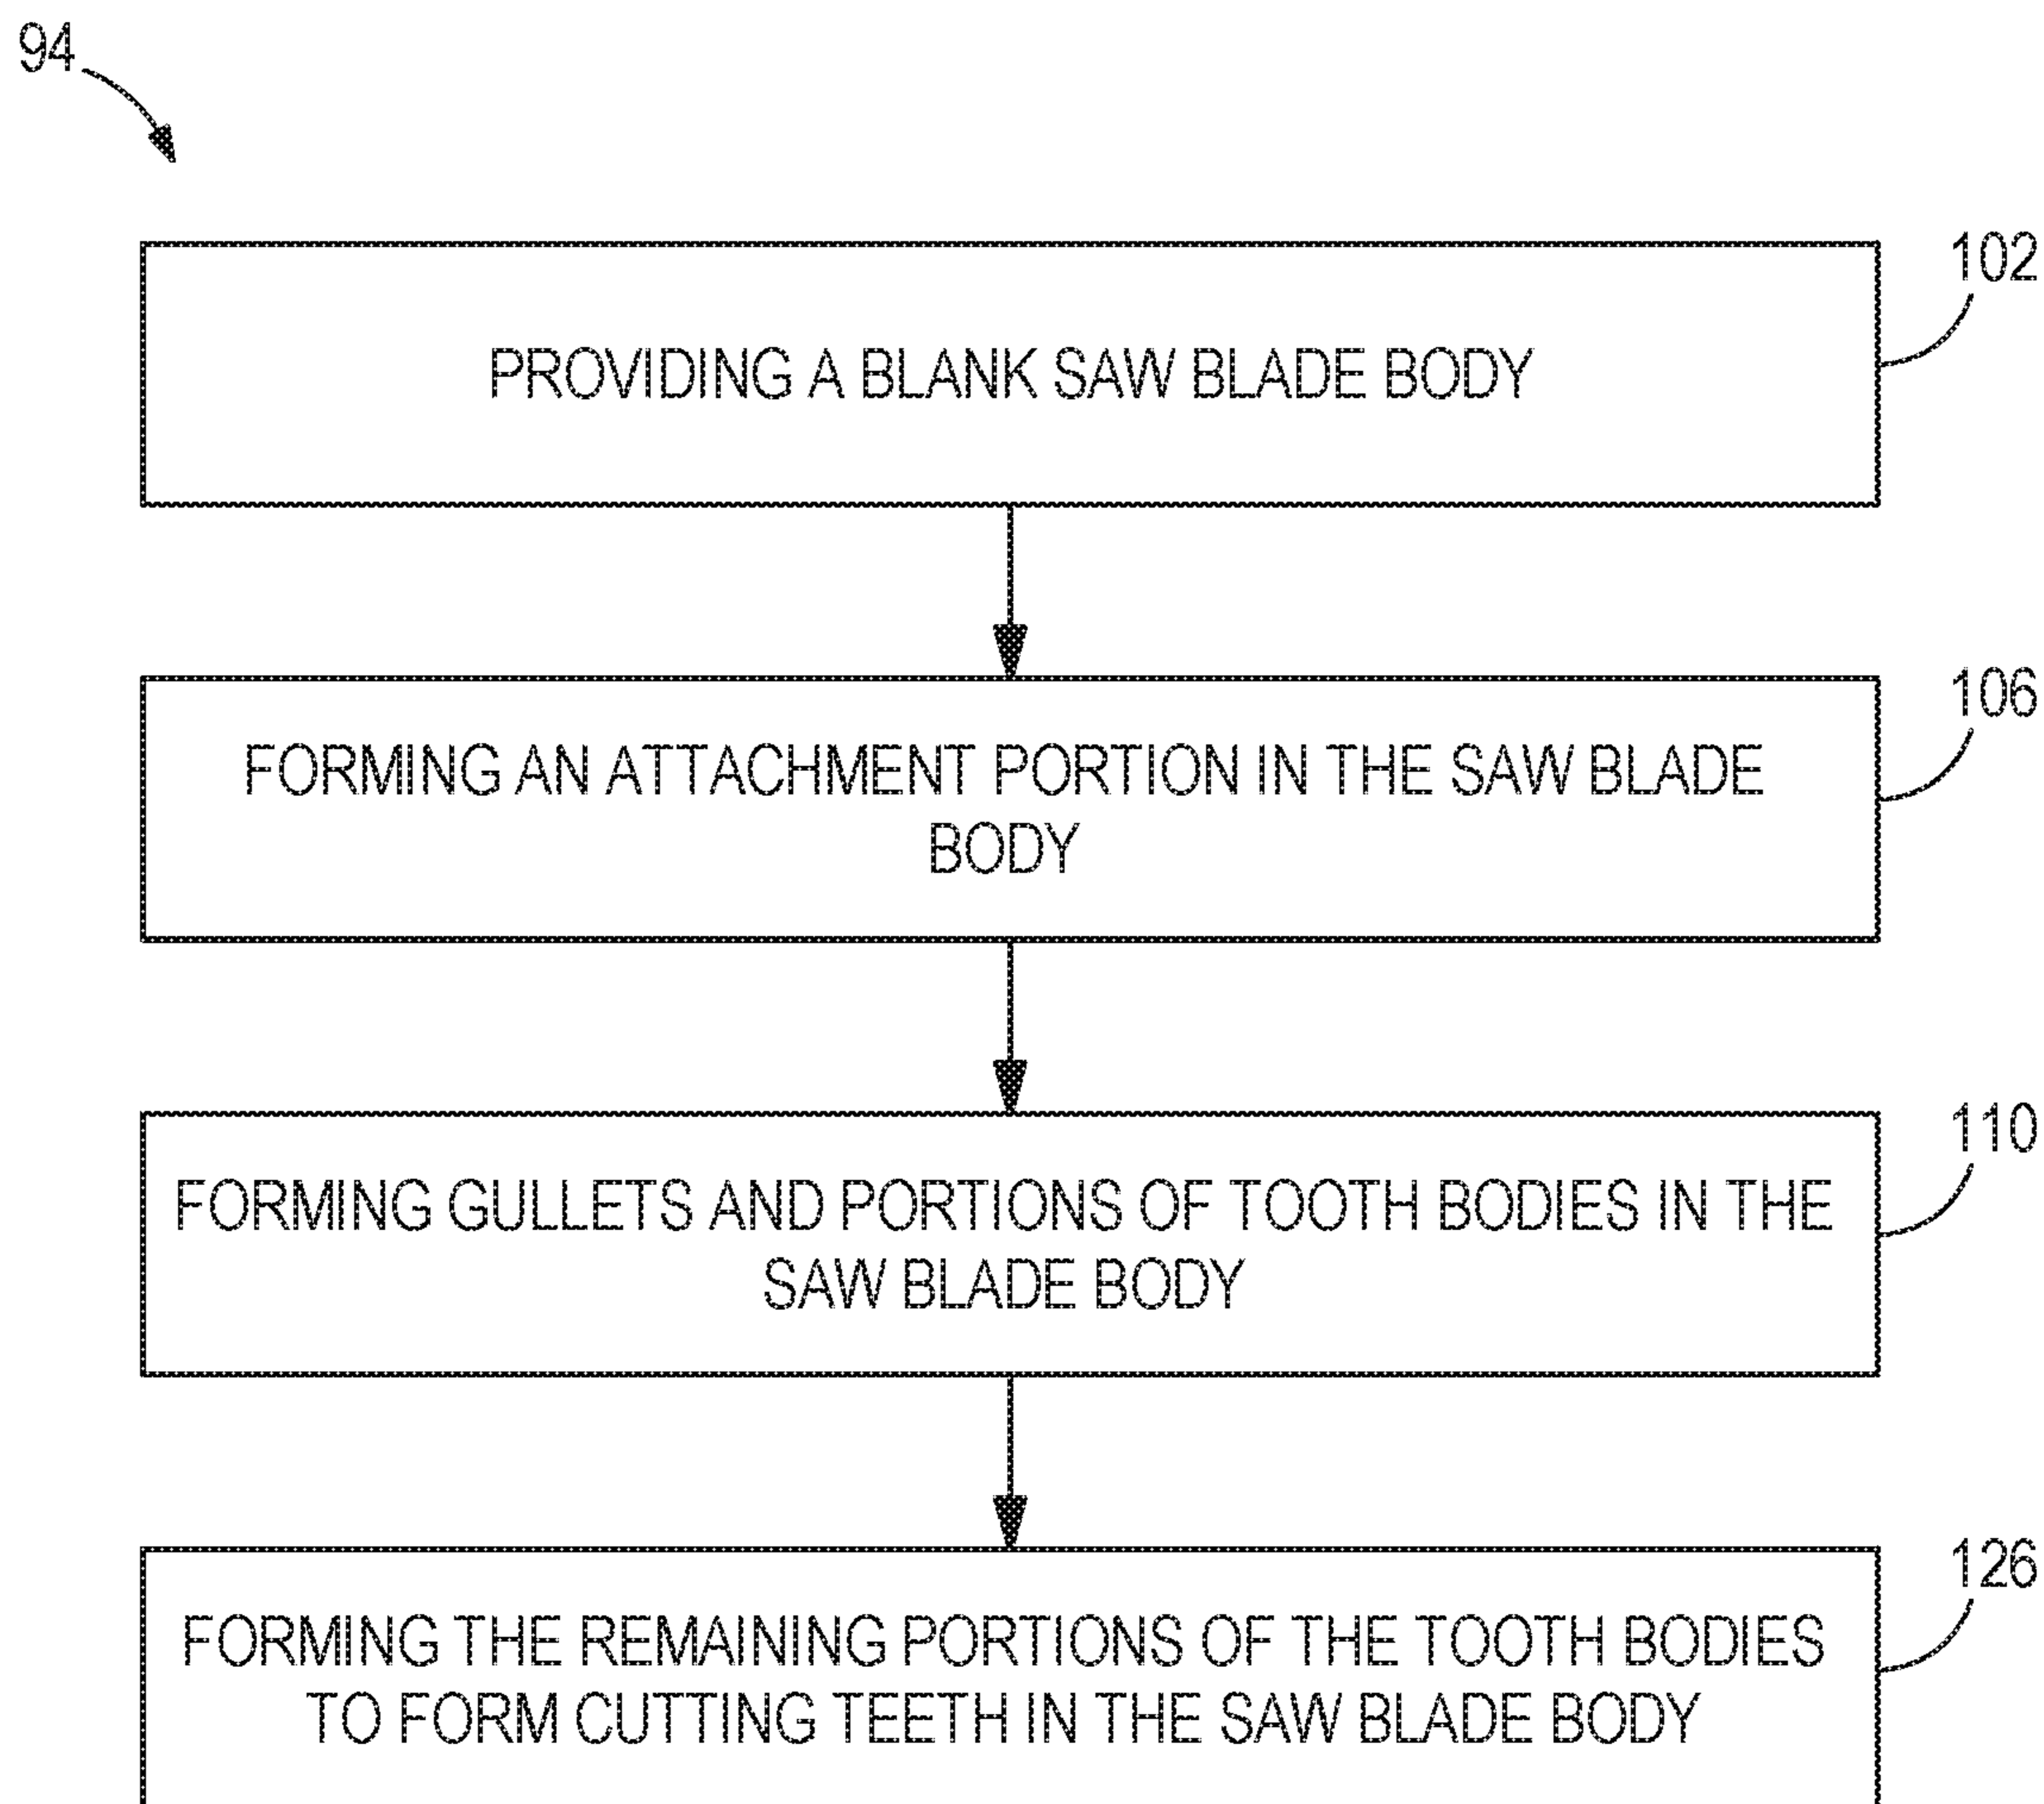 94
102
PROVIDING A BLANK SAW BLADE BODY
106
FORMING AN ATTACHMENT PORTION IN THE SAW BLADE
BODY
110
FORMING GULLETS AND PORTIONS OF TOOTH BODIES IN THE
SAW BLADE BODY
126
FORMING THE REMAINING PORTIONS OF THE TOOTH BODIES
TO FORM CUTTING TEETH IN THE SAW BLADE BODY